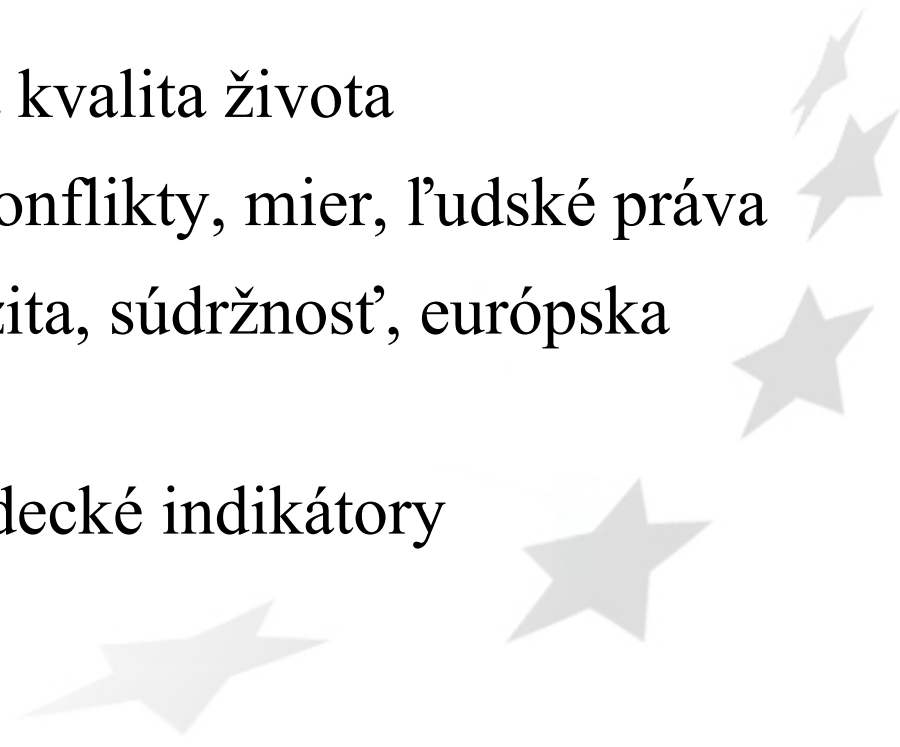 kvalita života
onflikty, mier, ľudské práva
zita, súdržnosť, európska
decké indikátory